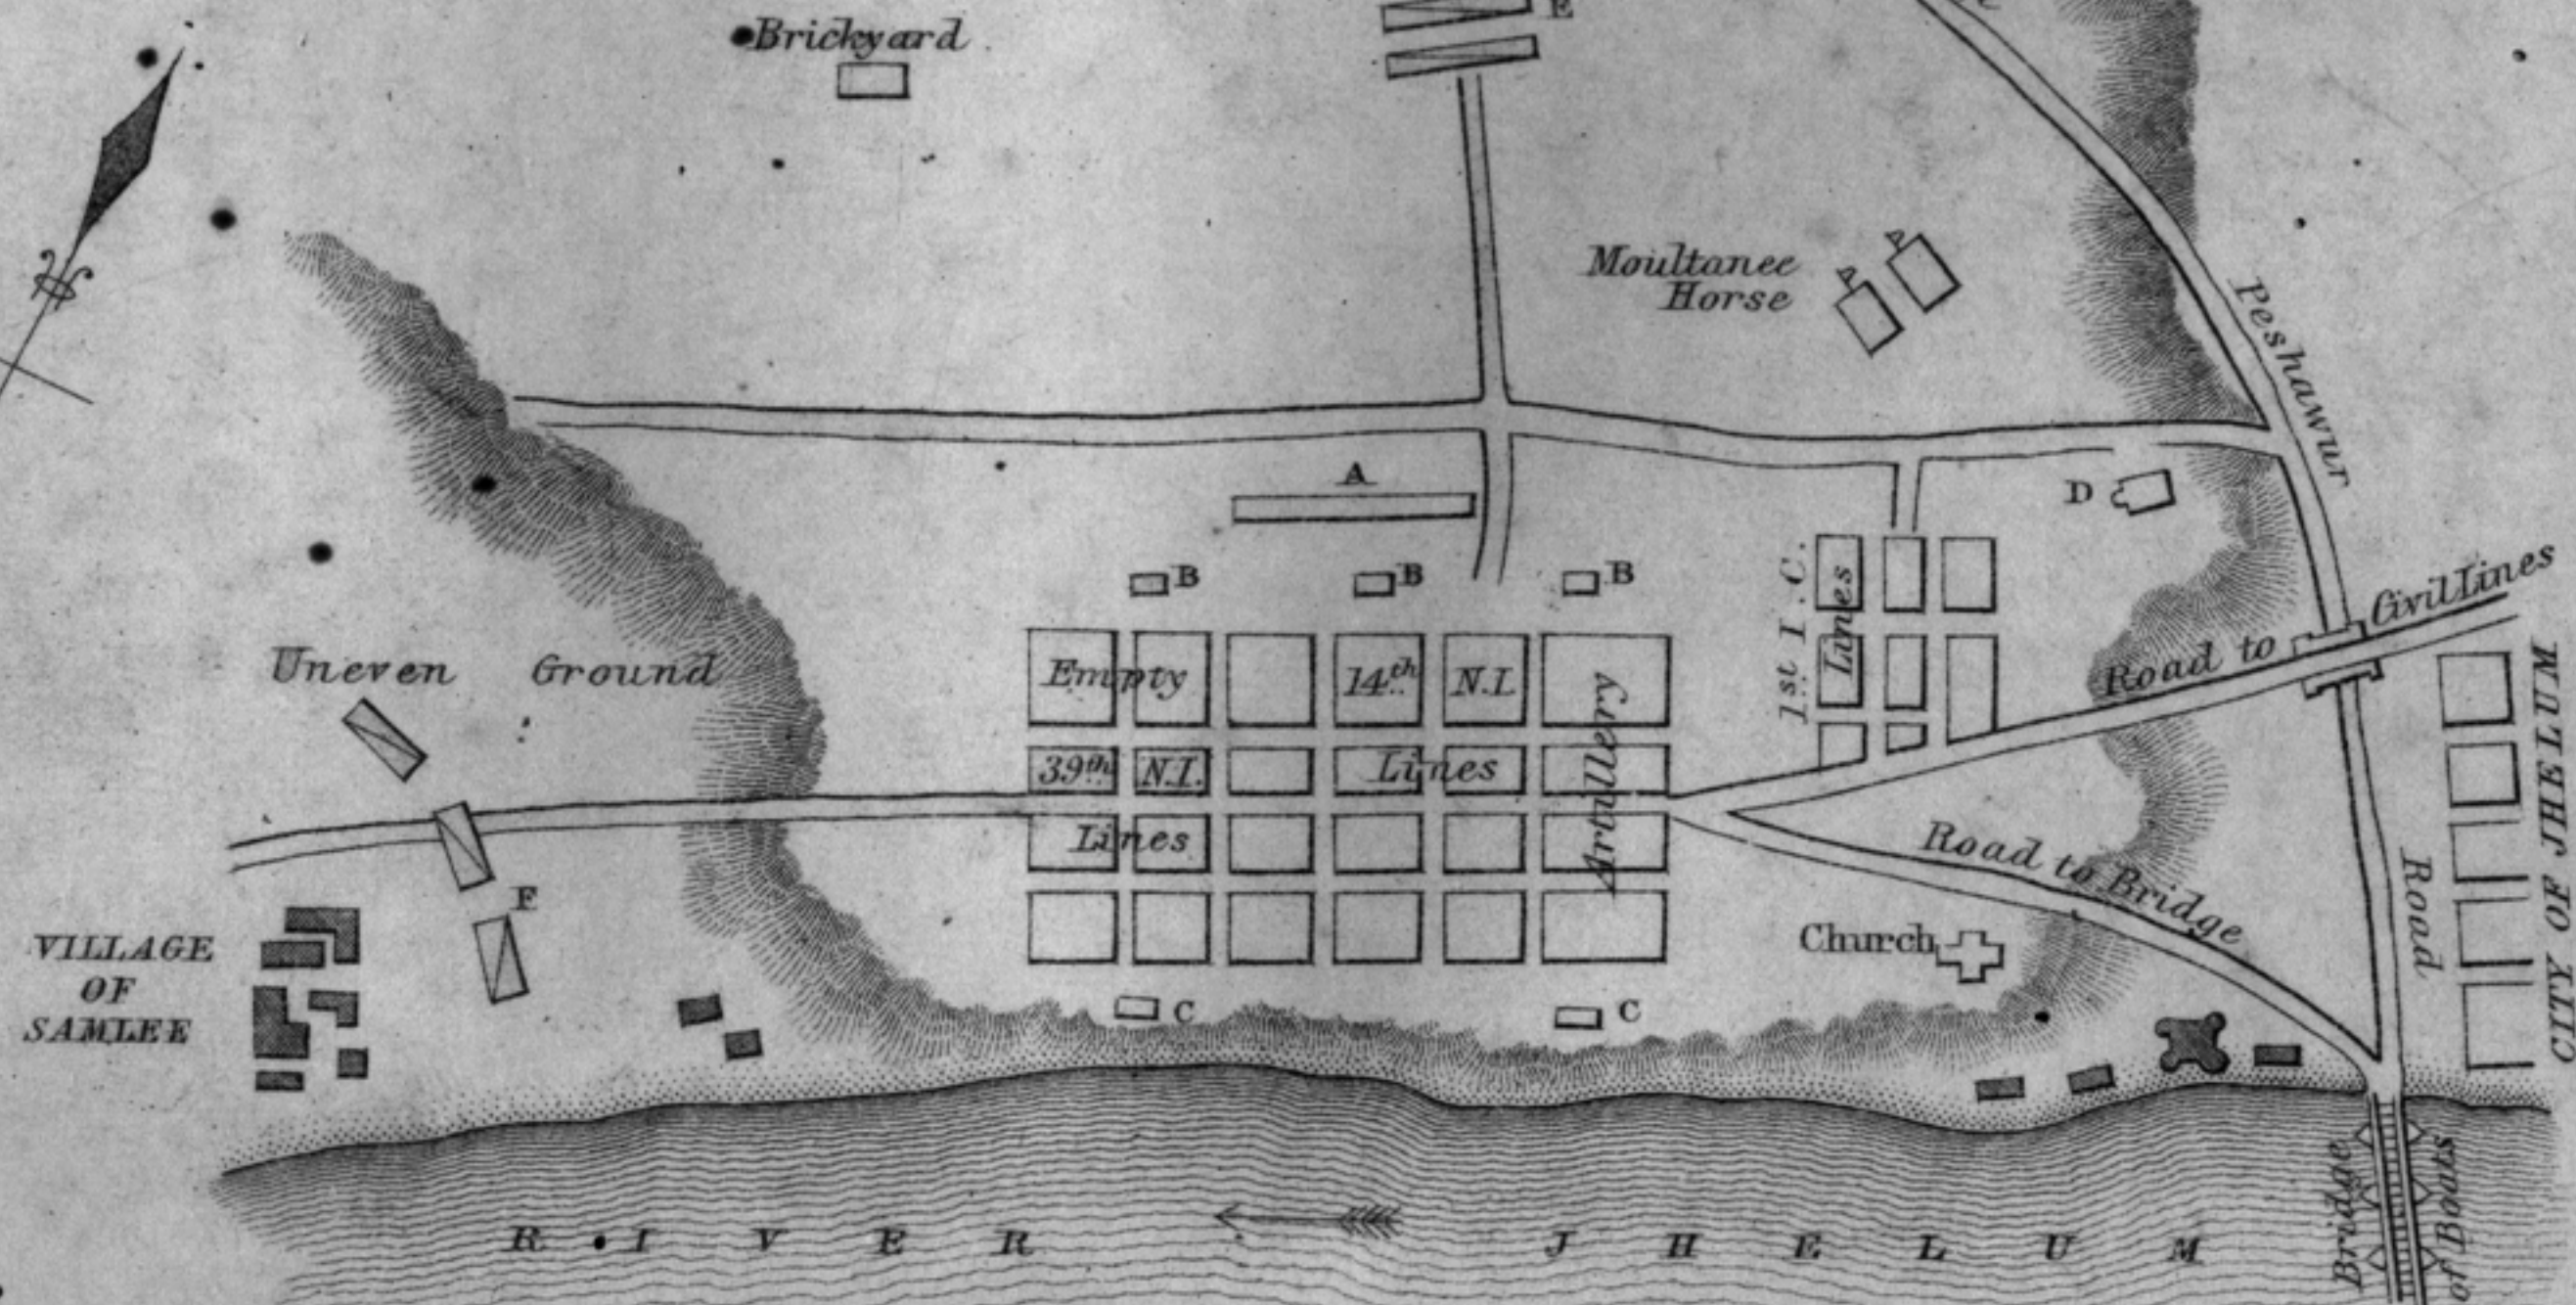 Brickyard
E
Moultanee
Horse
Peshawur
A
D
B
B
B
1st I.C.
Lines
Road to
Civil Lines
Uneven Ground
Empty
14th N.I.
39th N.I.
Lines
Lines
Artillery
Road to Bridge
Road
CITY OF JHELUM
F
VILLAGE
OF
SAMLEE
Church
C
C
RIVER JHELUM
Bridge
of Boats